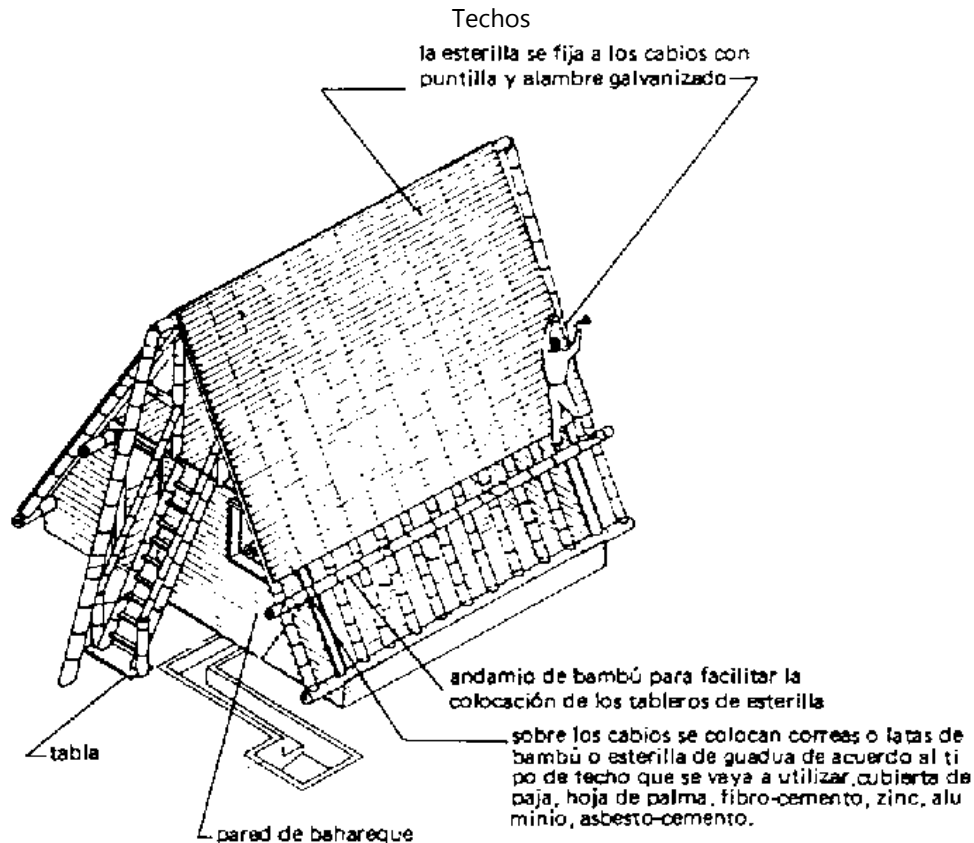 Techos
la esterilla se fija a los cabios con
puntilla y alambre galvanizado
andamio de bambú para facilitar la
colocación de los tableros de esterilla
tabla
sobre los cabios se colocan correas o latas de
bambú o esterilla de guadua de acuerdo al ti
po de techo que se vaya a utilizar, cubierta de
paja, hoja de palma, fibro-cemento, zinc, alu
minio, asbesto-cemento.
pared de bahareque